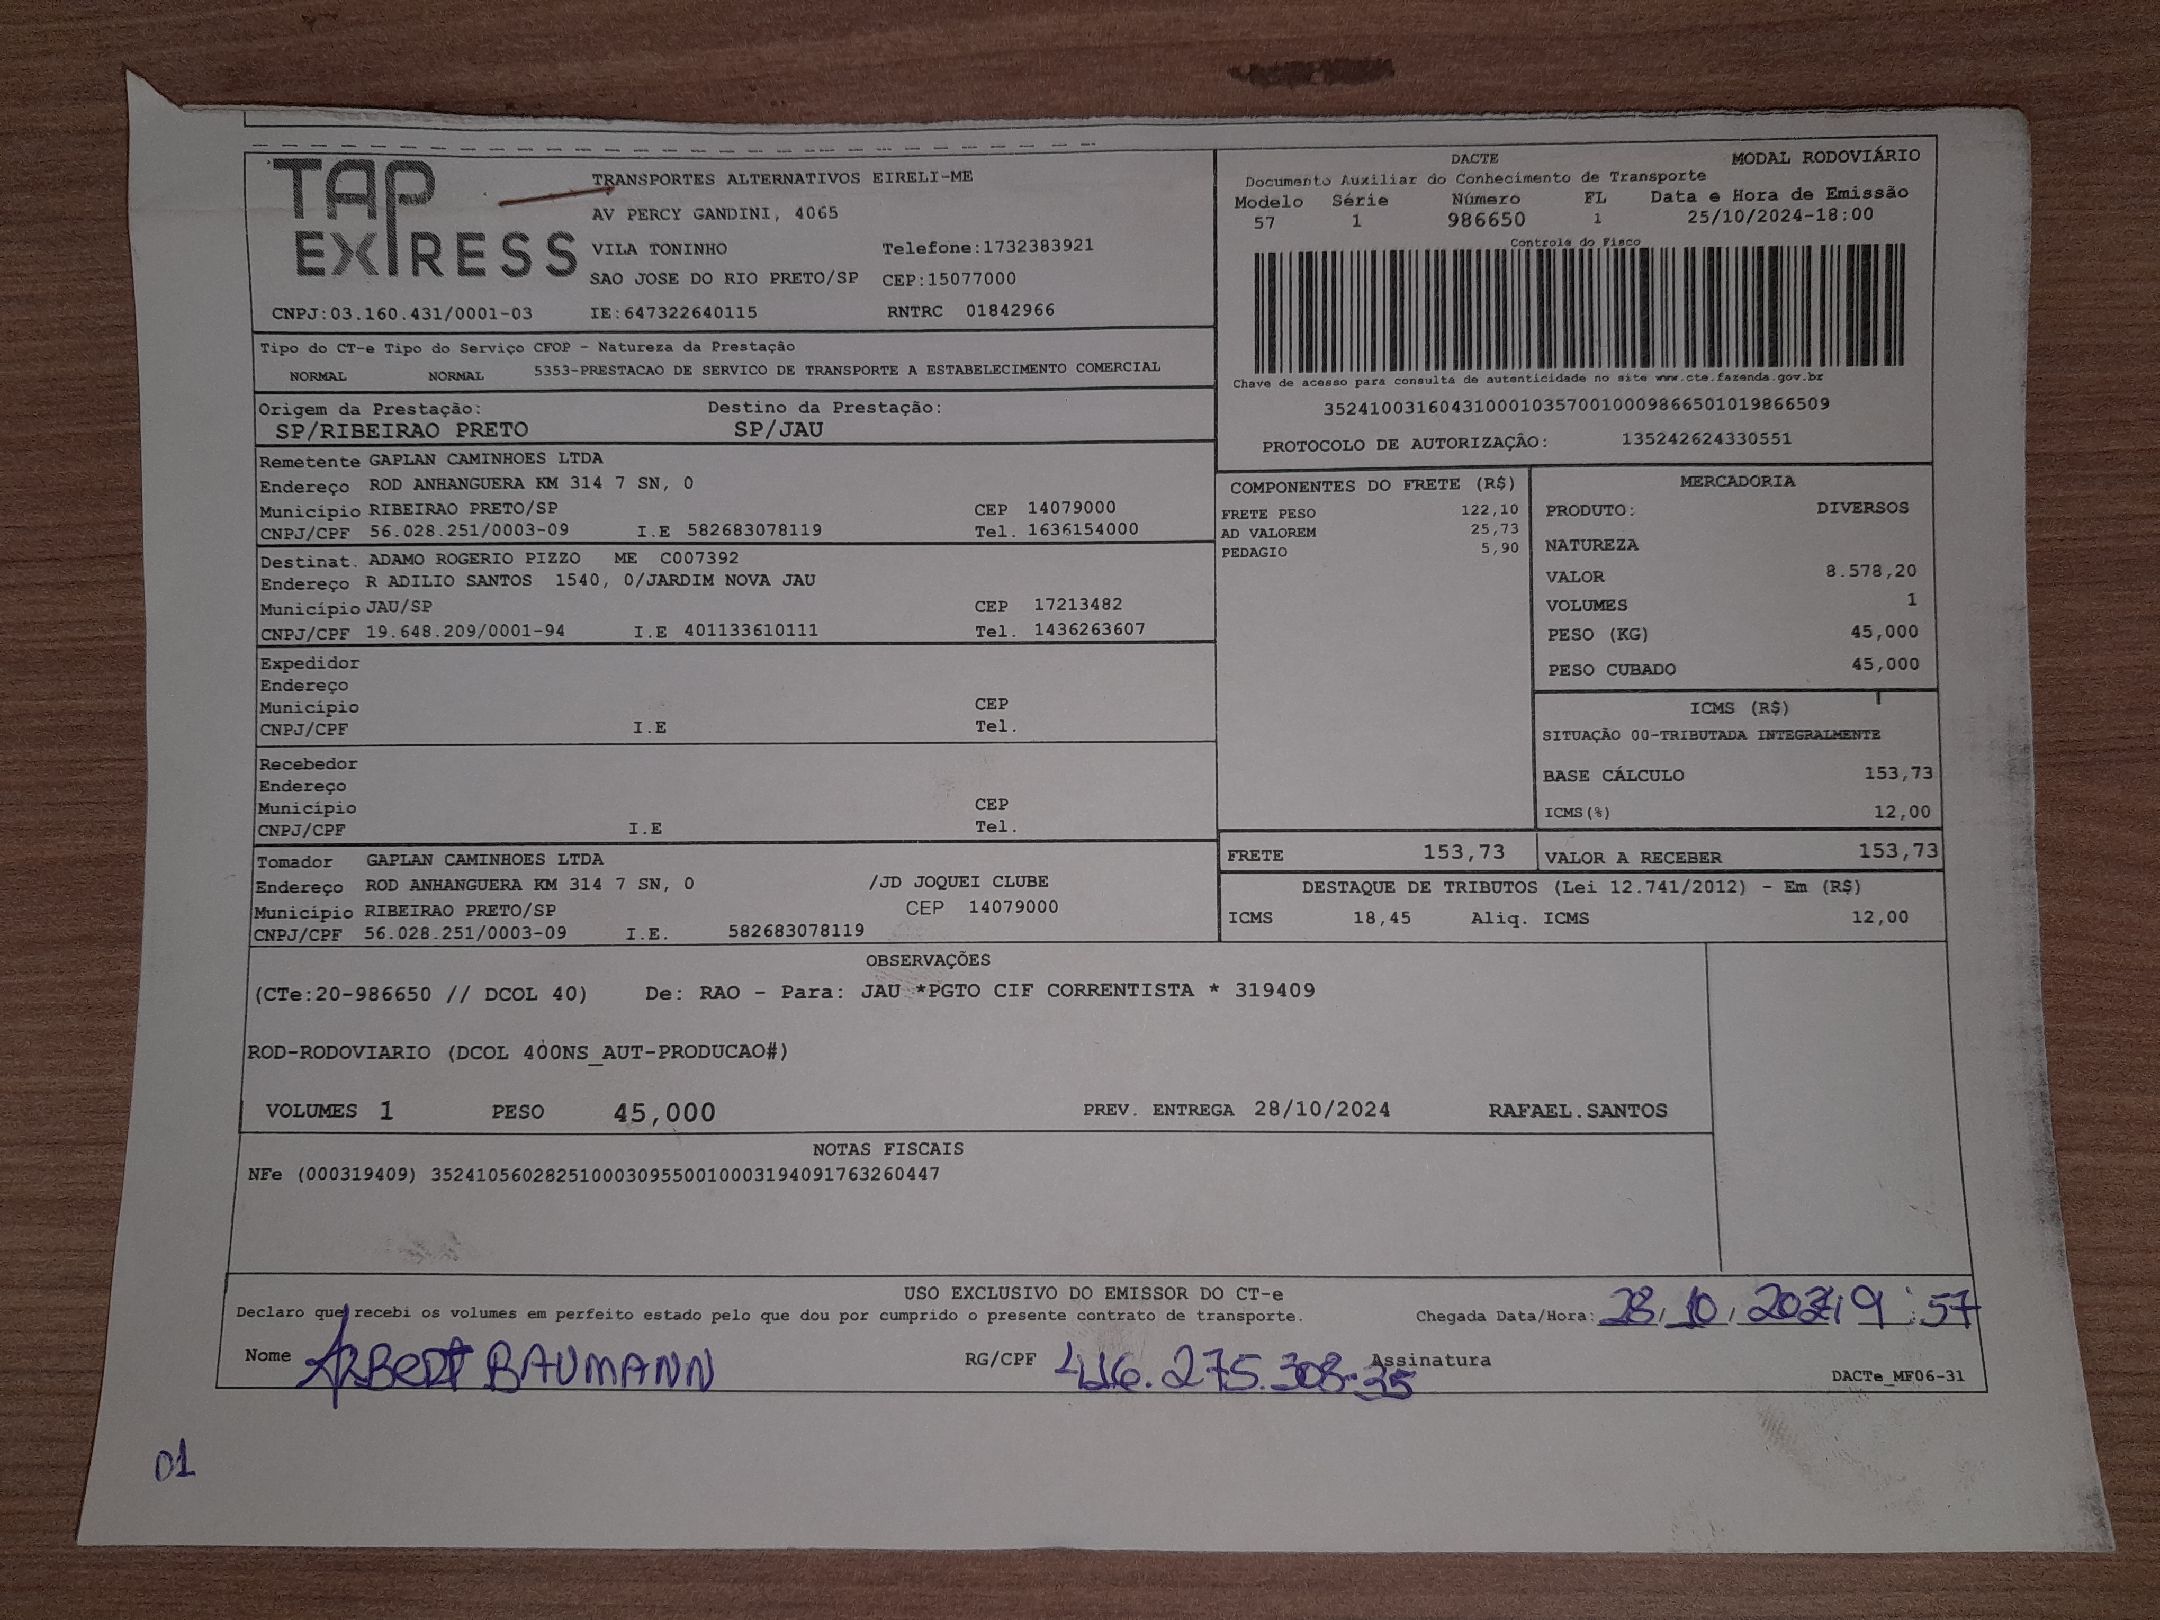 TAP EXPRESS
TRANSPORTES ALTERNATIVOS EIRELI-ME
AV PERCY GANDINI, 4065
VILA TONINHO Telefone:1732383921
SAO JOSE DO RIO PRETO/SP CEP:15077000
CNPJ:03.160.431/0001-03 IE:647322640115 RNTRC 01842966
DACTE MODAL RODOVIÁRIO
Documento Auxiliar do Conhecimento de Transporte
Modelo Série Número FL Data e Hora de Emissão
57 1 986650 1 25/10/2024-18:00
Controle do Fisco
Chave de acesso para consulta de autenticidade no site www.cte.fazenda.gov.br
35241003160431000103570010009866501019866509
PROTOCOLO DE AUTORIZAÇÃO: 135242624330551
Tipo do CT-e Tipo do Serviço CFOP - Natureza da Prestação
NORMAL NORMAL 5353-PRESTACAO DE SERVICO DE TRANSPORTE A ESTABELECIMENTO COMERCIAL
Origem da Prestação: Destino da Prestação:
SP/RIBEIRAO PRETO SP/JAU
Remetente GAPLAN CAMINHOES LTDA
Endereço ROD ANHANGUERA KM 314 7 SN, 0
Município RIBEIRAO PRETO/SP CEP 14079000
CNPJ/CPF 56.028.251/0003-09 I.E 582683078119 Tel. 1636154000
Destinat. ADAMO ROGERIO PIZZO ME C007392
Endereço R ADILIO SANTOS 1540, 0/JARDIM NOVA JAU
Município JAU/SP CEP 17213482
CNPJ/CPF 19.648.209/0001-94 I.E 401133610111 Tel. 1436263607
Expedidor
Endereço
Município CEP
CNPJ/CPF I.E Tel.
Recebedor
Endereço
Município CEP
CNPJ/CPF I.E Tel.
Tomador GAPLAN CAMINHOES LTDA
Endereço ROD ANHANGUERA KM 314 7 SN, 0 /JD JOQUEI CLUBE
Município RIBEIRAO PRETO/SP CEP 14079000
CNPJ/CPF 56.028.251/0003-09 I.E. 582683078119
COMPONENTES DO FRETE (R$)
FRETE PESO 122,10
AD VALOREM 25,73
PEDAGIO 5,90
MERCADORIA
PRODUTO: DIVERSOS
NATUREZA
VALOR 8.578,20
VOLUMES 1
PESO (KG) 45,000
PESO CUBADO 45,000
ICMS (R$)
SITUAÇÃO 00-TRIBUTADA INTEGRALMENTE
BASE CÁLCULO 153,73
ICMS(%) 12,00
FRETE 153,73 VALOR A RECEBER 153,73
DESTAQUE DE TRIBUTOS (Lei 12.741/2012) - Em (R$)
ICMS 18,45 Aliq. ICMS 12,00
OBSERVAÇÕES
(CTe:20-986650 // DCOL 40) De: RAO - Para: JAU *PGTO CIF CORRENTISTA * 319409
ROD-RODOVIARIO (DCOL 400NS_AUT-PRODUCAO#)
VOLUMES 1 PESO 45,000 PREV. ENTREGA 28/10/2024 RAFAEL.SANTOS
NOTAS FISCAIS
NFe (000319409) 35241056028251000309550010003194091763260447
USO EXCLUSIVO DO EMISSOR DO CT-e
Declaro que recebi os volumes em perfeito estado pelo que dou por cumprido o presente contrato de transporte. Chegada Data/Hora: 28/10/ :57
Nome BAUMANN RG/CPF 446.275.308-35 Assinatura
DACTe_MF06-31
01